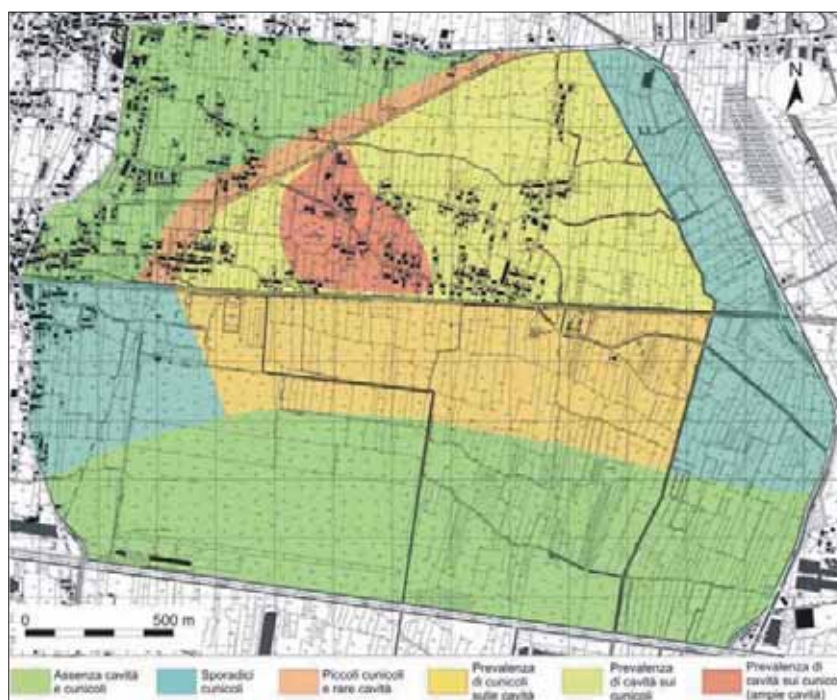 N
0 500 m
Assenza cavità
e cunicoli
Sporadici
cunicoli
Piccoli cunicoli
e rare cavità
Prevalenza
di cunicoli
sulle cavità
Prevalenza
di cavità sui
cunicoli
Prevalenza di
cavità sui cunicoli
(ampie cavità)